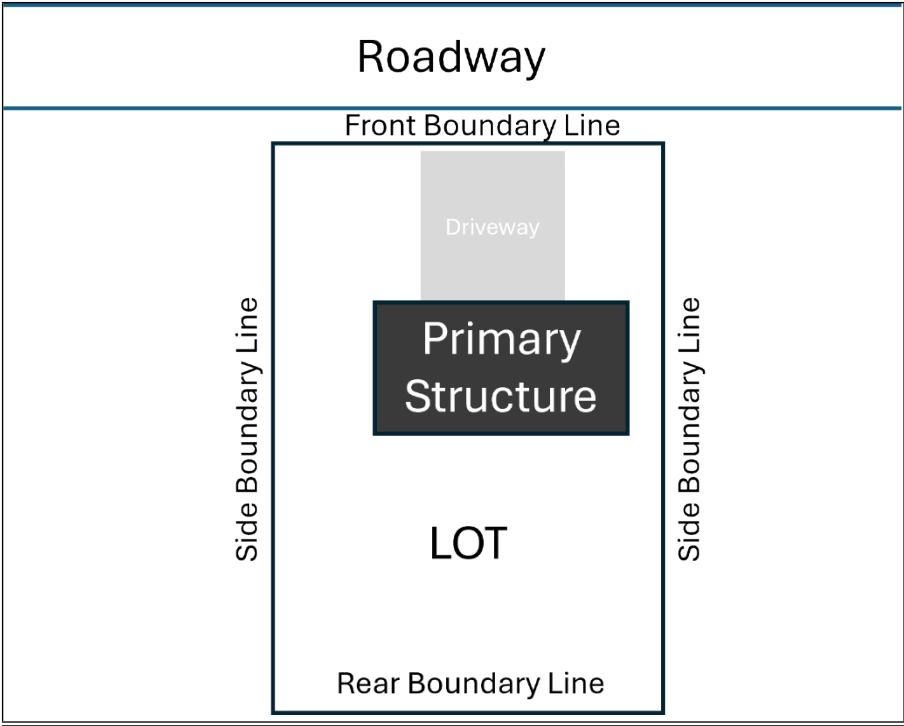 Roadway
Front Boundary Line
Driveway
Primary
Structure
Side Boundary Line
Side Boundary Line
LOT
Rear Boundary Line